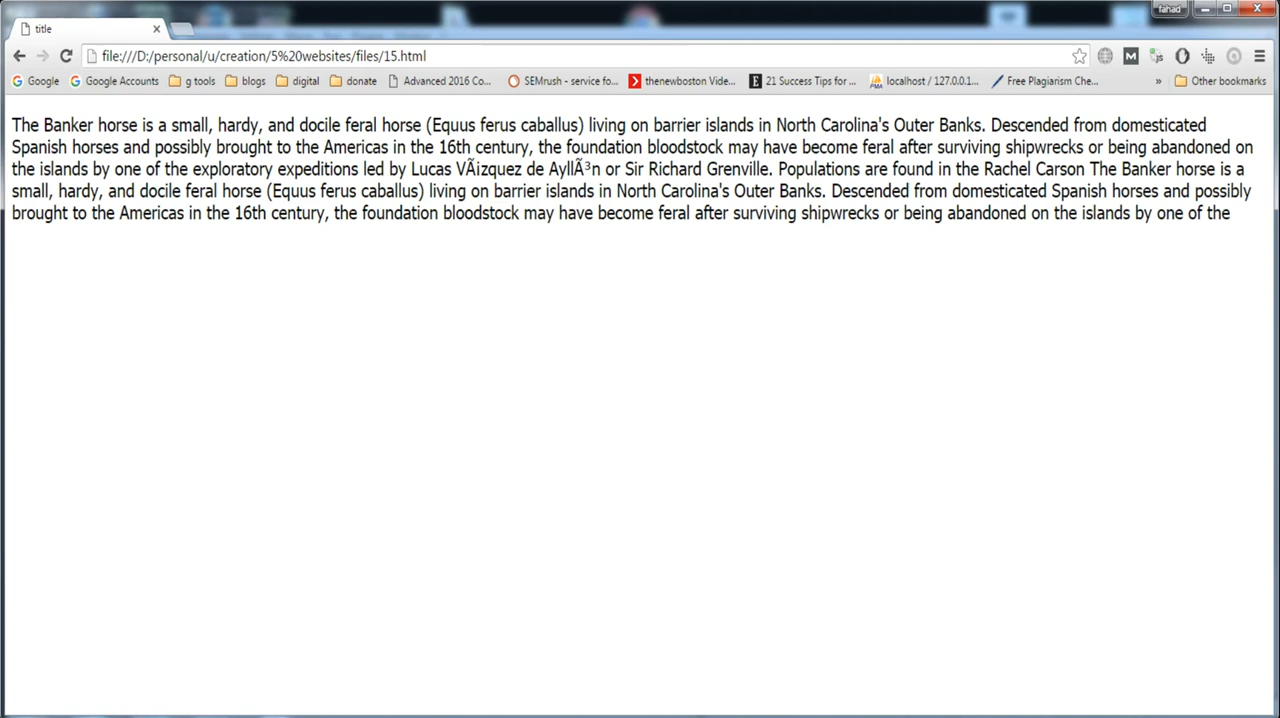 fahad
title
file:///D:/personal/u/creation/5%20websites/files/15.html
M
js
Google Google Accounts g tools blogs digital donate Advanced 2016 Co... SEMrush - service fo... thenewboston Vide... E 21 Success Tips for ... PMA localhost / 127.0.0.1... Free Plagiarism Che... » Other bookmarks
The Banker horse is a small, hardy, and docile feral horse (Equus ferus caballus) living on barrier islands in North Carolina's Outer Banks. Descended from domesticated
Spanish horses and possibly brought to the Americas in the 16th century, the foundation bloodstock may have become feral after surviving shipwrecks or being abandoned on
the islands by one of the exploratory expeditions led by Lucas VÃizquez de AyllÃ³n or Sir Richard Grenville. Populations are found in the Rachel Carson The Banker horse is a
small, hardy, and docile feral horse (Equus ferus caballus) living on barrier islands in North Carolina's Outer Banks. Descended from domesticated Spanish horses and possibly
brought to the Americas in the 16th century, the foundation bloodstock may have become feral after surviving shipwrecks or being abandoned on the islands by one of the